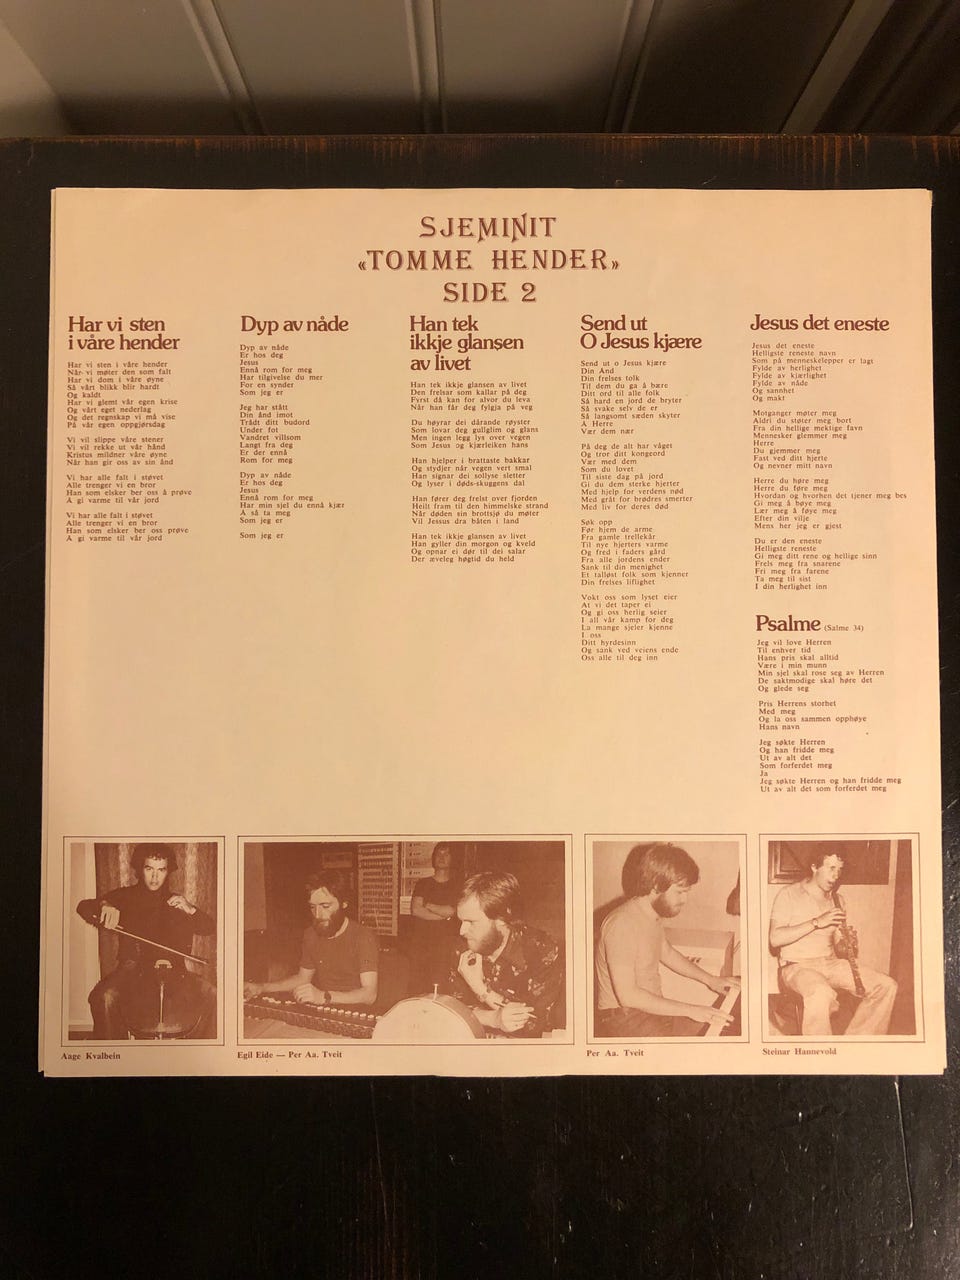 SJEMINIT
«TOMME HENDER»
SIDE 2
Har vi sten
i våre hender
Har vi sten i våre hender
Når vi møter den som falt
Har vi dom i våre øyne
Så vårt blikk blir hardt
Og kaldt
Har vi glemt vår egen krise
Og vårt eget nederlag
Og det regnskap vi må vise
På vår egen oppgjørsdag
Vi vil slippe våre stener
Vi vil rekke ut vår hånd
Kristus mildner våre øyne
Når han gir oss av sin ånd
Vi har alle falt i støvet
Alle trenger vi en bror
Han som elsker ber oss å prøve
Å gi varme til vår jord
Vi har alle falt i støvet
Alle trenger vi en bror
Han som elsker ber oss prøve
Å gi varme til vår jord
Dyp av nåde
Dyp av nåde
Er hos deg
Jesus
Ennå rom for meg
Har tilgivelse du mer
For en synder
Som jeg er
Jeg har stått
Din ånd imot
Trådt ditt budord
Under fot
Vandret villsom
Langt fra deg
Er der ennå
Rom for meg
Dyp av nåde
Er hos deg
Jesus
Ennå rom for meg
Har min sjel du ennå kjær
Å så ta meg
Som jeg er
Som jeg er
Han tek
ikkje glansen
av livet
Han tek ikkje glansen av livet
Den frelsar som kallar på deg
Fyrst då kan for alvor du leva
Når han får deg fylgja på veg
Du høyrar dei dårande røyster
Som lovar deg gullglim og glans
Men ingen legg lys over vegen
Som Jesus og kjærleiken hans
Han hjelper i brattaste bakkar
Og stydjer når vegen vert smal
Han signar dei sollyse sletter
Og lyser i døds-skuggens dal
Han fører deg frelst over fjorden
Heilt fram til den himmelske strand
Når døden sin brottsjø du møter
Vil Jessus dra båten i land
Han tek ikkje glansen av livet
Han gyller din morgon og kveld
Og opnar ei dør til dei salar
Der æveleg høgtid du held
Send ut
O Jesus kjære
Send ut o Jesus kjære
Din Ånd
Din frelses tolk
Til dem du ga å bære
Ditt ord til alle folk
Så hard en jord de bryter
Så svake selv de er
Så langsomt sæden skyter
Å Herre
Vær dem nær
På deg de alt har våget
Og tror ditt kongeord
Vær med dem
Som du lovet
Til siste dag på jord
Gi du dem sterke hjerter
Med hjelp for verdens nød
Med gråt for brødres smerter
Med liv for deres død
Søk opp
Før hjem de arme
Fra gamle trellekår
Til nye hjerters varme
Og fred i faders gård
Fra alle jordens ender
Sank til din menighet
Et talløst folk som kjenner
Din frelses liflighet
Vokt oss som lyset eier
At vi det taper ei
Og gi oss herlig seier
I all vår kamp for deg
La mange sjeler kjenne
I oss
Ditt hyrdesinn
Og sank ved veiens ende
Oss alle til deg inn
Jesus det eneste
Jesus det eneste
Helligste reneste navn
Som på menneskelepper er lagt
Fylde av herlighet
Fylde av kjærlighet
Fylde av nåde
Og sannhet
Og makt
Motganger møter meg
Aldri du støter meg bort
Fra din hellige mektige favn
Mennesker glemmer meg
Herre
Du gjemmer meg
Fast ved ditt hjerte
Og nevner mitt navn
Herre du høre meg
Herre du føre meg
Hvordan og hvorhen det tjener meg bes
Gi meg å bøye meg
Lær meg å føye meg
Efter din vilje
Mens her jeg er gjest
Du er den eneste
Helligste reneste
Gi meg ditt rene og hellige sinn
Frels meg fra snarene
Fri meg fra farene
Ta meg til sist
I din herlighet inn
Psalme (Salme 34)
Jeg vil love Herren
Til enhver tid
Hans pris skal alltid
Være i min munn
Min sjel skal rose seg av Herren
De saktmodige skal høre det
Og glede seg
Pris Herrens storhet
Med meg
Og la oss sammen opphøye
Hans navn
Jeg søkte Herren
Og han fridde meg
Ut av alt det
Som forferdet meg
Ja
Jeg søkte Herren og han fridde meg
Ut av alt det som forferdet meg
Aage Kvalbein
Egil Eide — Per Aa. Tveit
Per Aa. Tveit
Steinar Hannevold